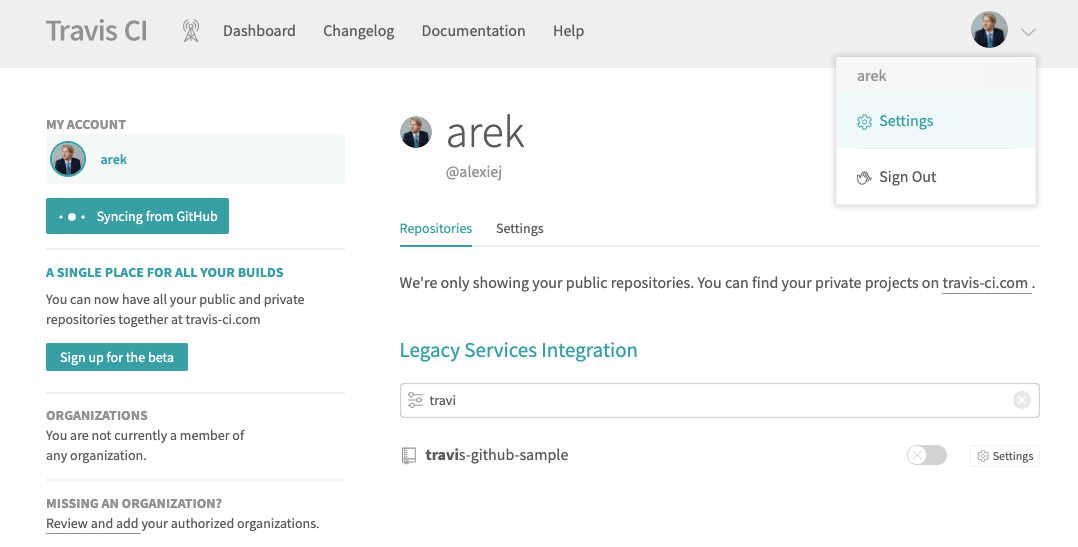 Travis CI
Dashboard
Changelog
Documentation
Help
arek
Settings
Sign Out
MY ACCOUNT
arek
Syncing from GitHub
A SINGLE PLACE FOR ALL YOUR BUILDS
You can now have all your public and private
repositories together at travis-ci.com
Sign up for the beta
ORGANIZATIONS
You are not currently a member of
any organization.
MISSING AN ORGANIZATION?
Review and add your authorized organizations.
arek
@alexiej
Repositories
Settings
We're only showing your public repositories. You can find your private projects on travis-ci.com .
Legacy Services Integration
travi
travis-github-sample
Settings